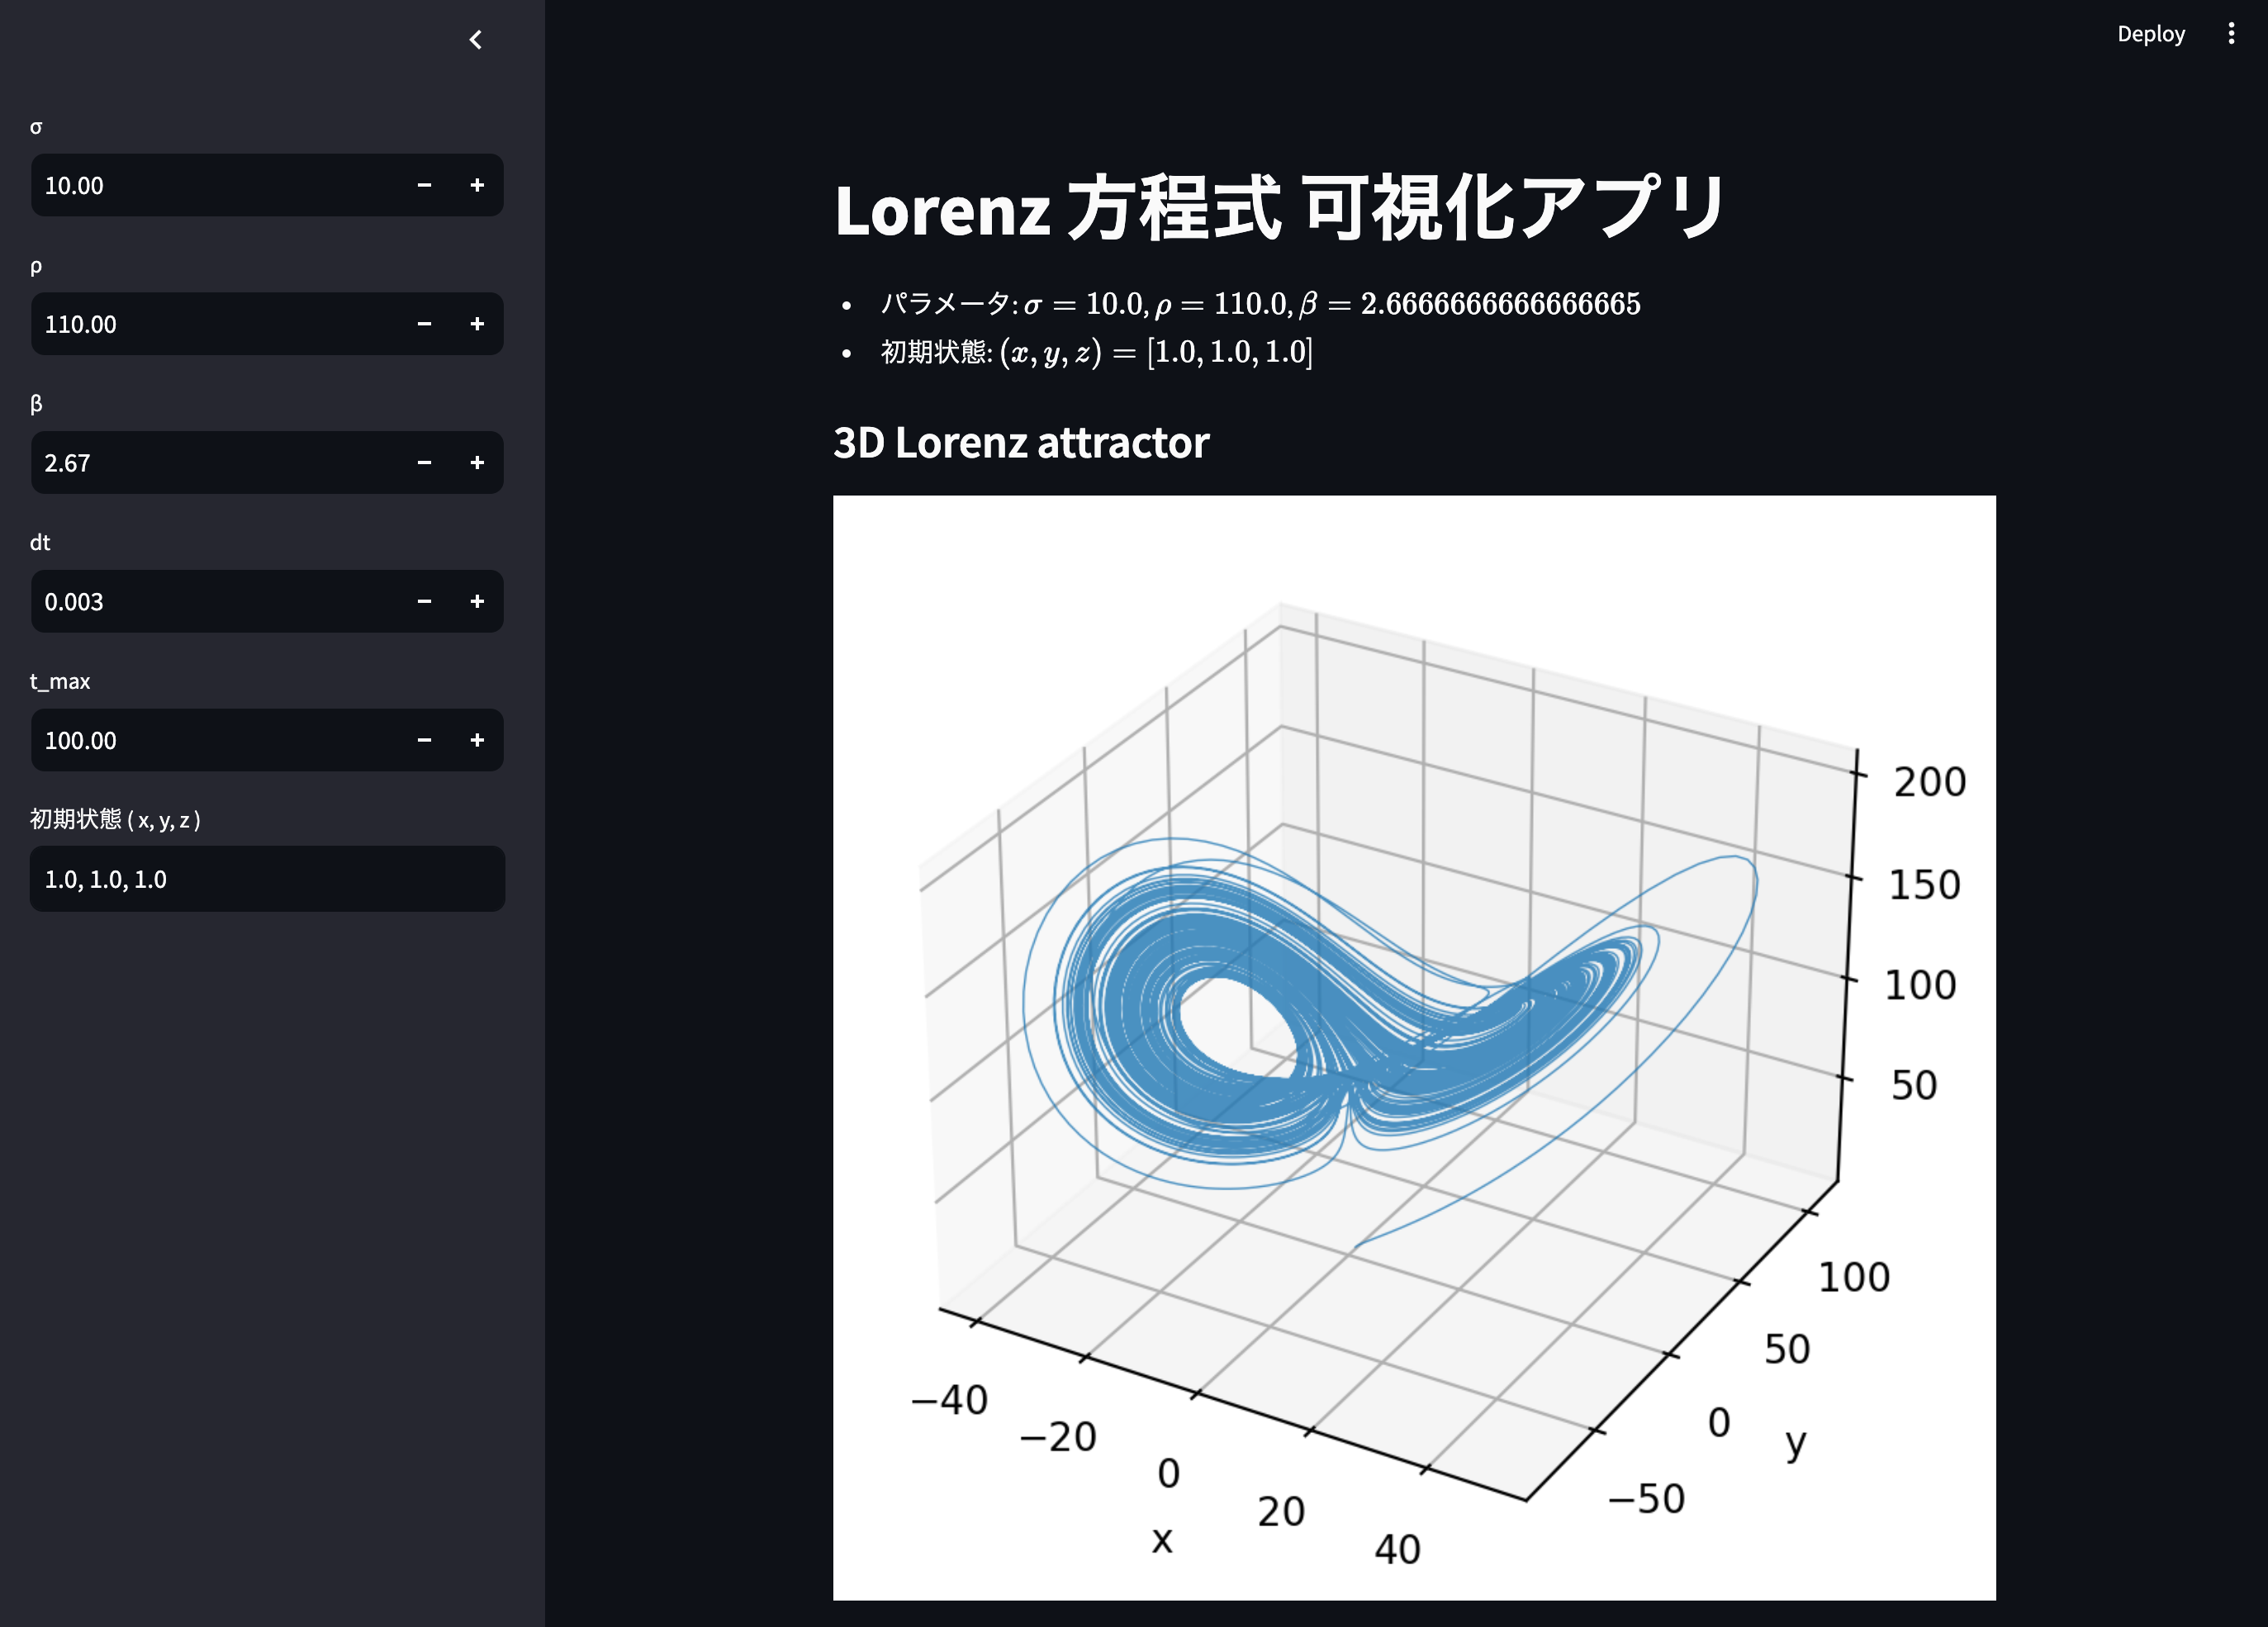 Deploy
σ
10.00
ρ
110.00
β
2.67
dt
0.003
t_max
100.00
初期状態 ( x, y, z )
1.0, 1.0, 1.0
Lorenz 方程式 可視化アプリ
• パラメータ: σ = 10.0, ρ = 110.0, β = 2.6666666666666665
• 初期状態: (x, y, z) = [1.0, 1.0, 1.0]
3D Lorenz attractor
200
150
100
50
100
50
0
−50
y
−40
−20
0
20
40
x